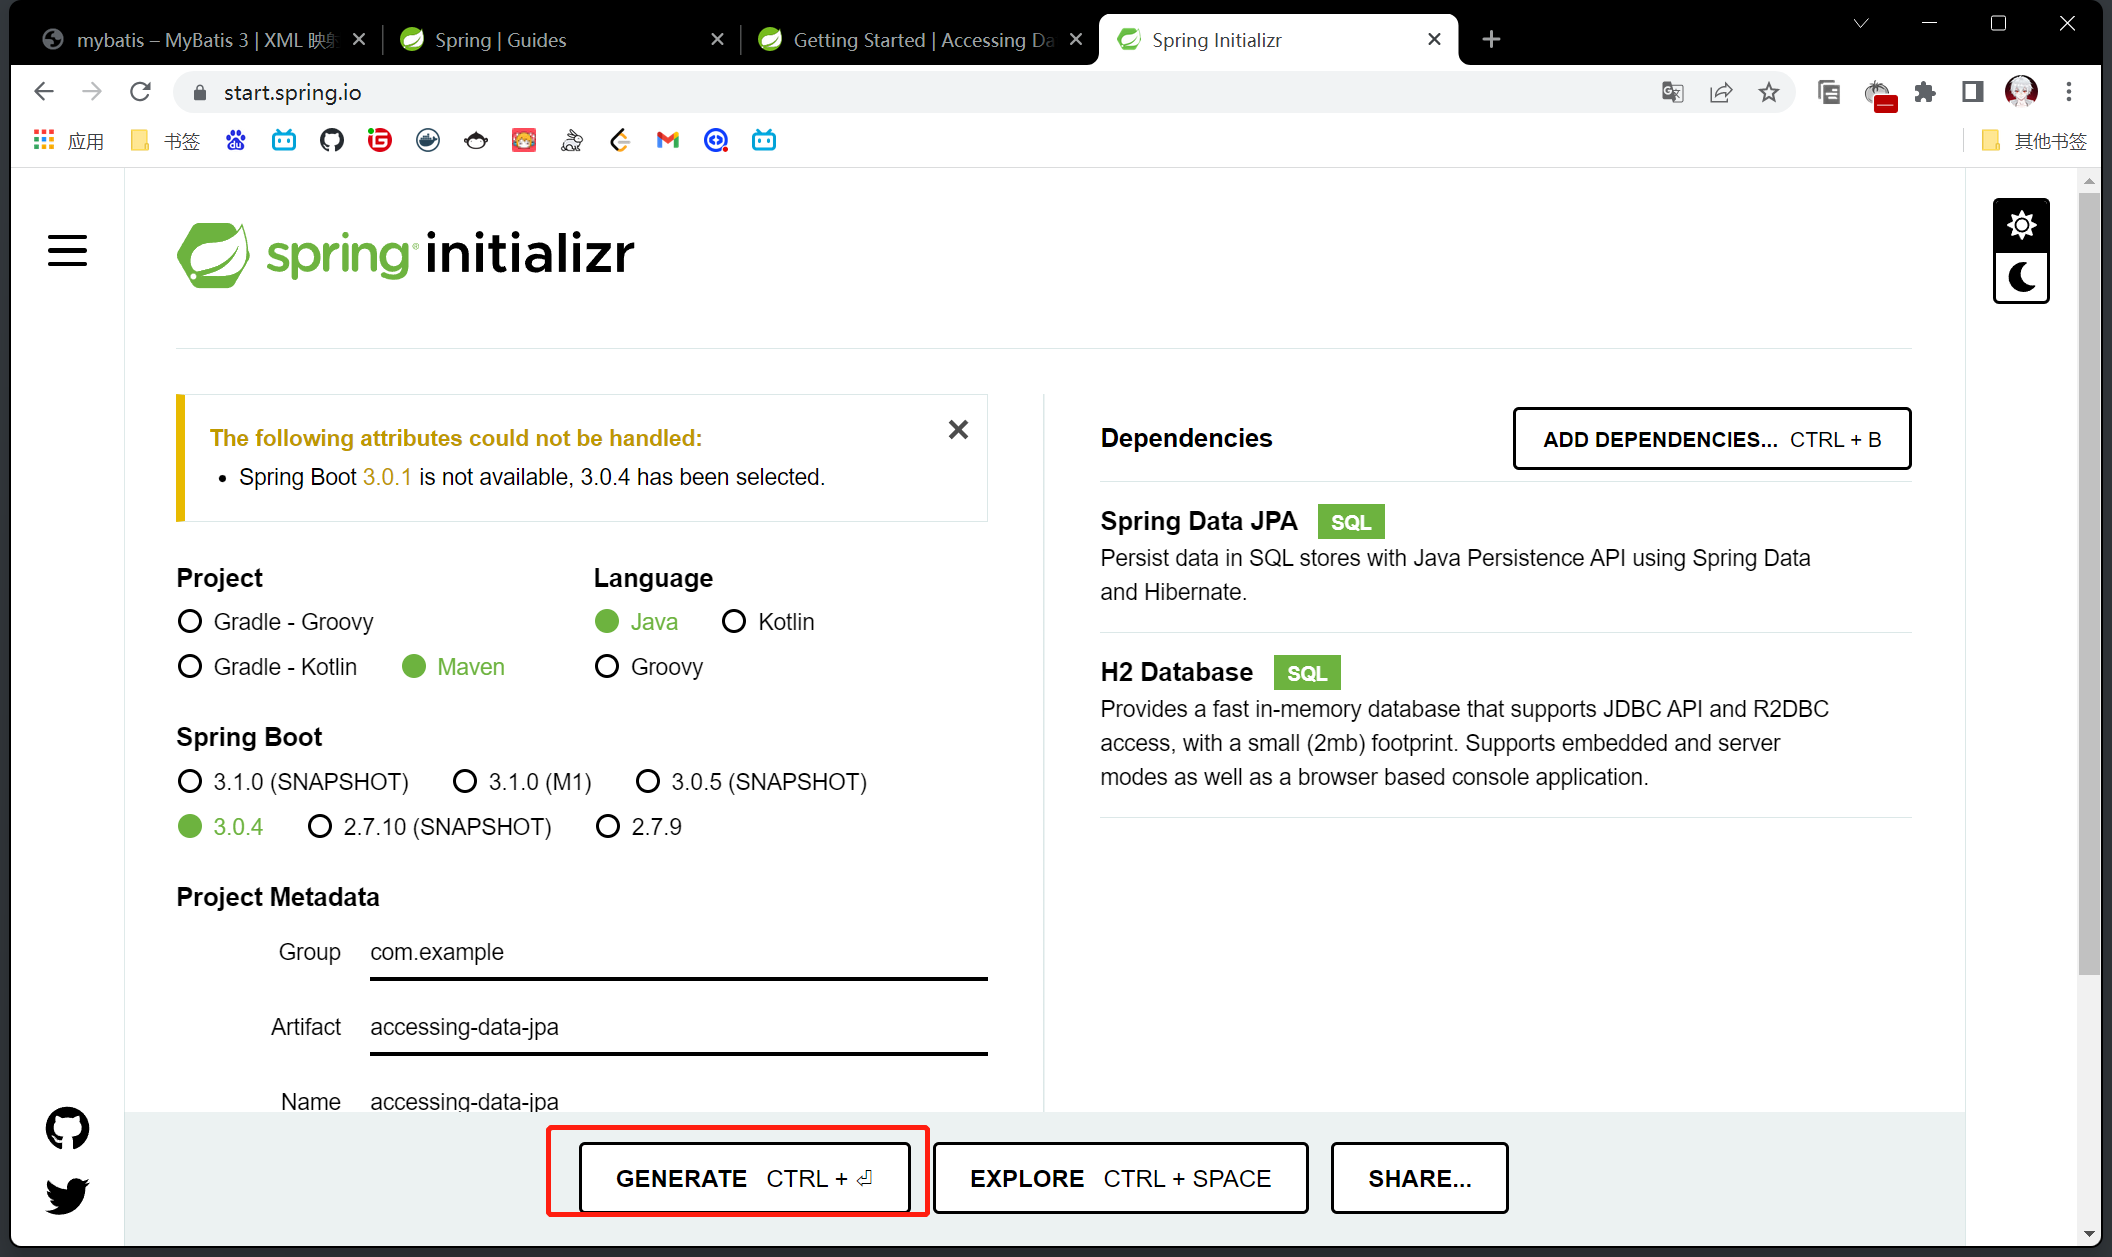 mybatis – MyBatis 3 | XML 映
Spring | Guides
Getting Started | Accessing Da
Spring Initializr
start.spring.io
应用
书签
其他书签
spring initializr
The following attributes could not be handled:
Spring Boot 3.0.1 is not available, 3.0.4 has been selected.
Project
Gradle - Groovy
Gradle - Kotlin
Maven
Language
Java
Kotlin
Groovy
Spring Boot
3.1.0 (SNAPSHOT)
3.1.0 (M1)
3.0.5 (SNAPSHOT)
3.0.4
2.7.10 (SNAPSHOT)
2.7.9
Project Metadata
Group com.example
Artifact accessing-data-jpa
Name accessing-data-jpa
Dependencies
ADD DEPENDENCIES... CTRL + B
Spring Data JPA SQL
Persist data in SQL stores with Java Persistence API using Spring Data
and Hibernate.
H2 Database SQL
Provides a fast in-memory database that supports JDBC API and R2DBC
access, with a small (2mb) footprint. Supports embedded and server
modes as well as a browser based console application.
GENERATE CTRL + ⏎
EXPLORE CTRL + SPACE
SHARE...